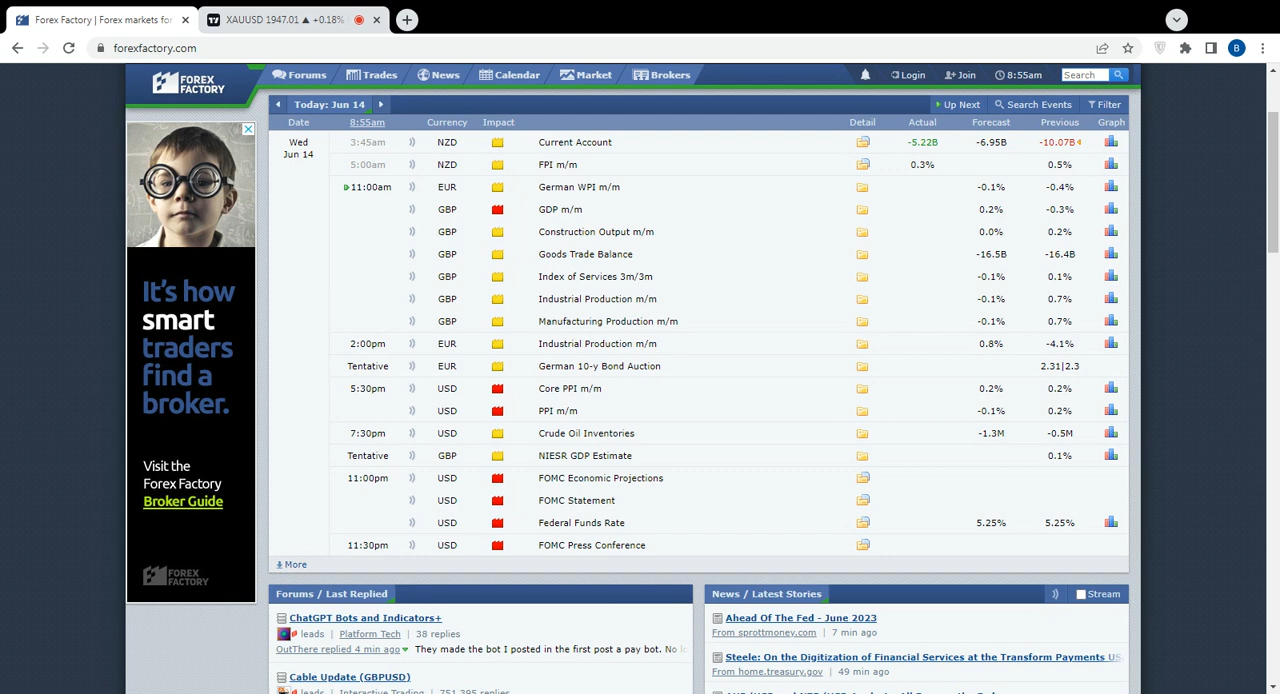 Forex Factory | Forex markets for
XAUUSD 1947.01 ▲ +0.18%
forexfactory.com
B
FOREX FACTORY
Forums Trades News Calendar Market Brokers
Login Join 8:55am Search
Today: Jun 14 Up Next Search Events Filter
Date 8:55am Currency Impact Detail Actual Forecast Previous Graph
Wed Jun 14 3:45am NZD Current Account -5.22B -6.95B -10.07B
5:00am NZD FPI m/m 0.3% 0.5%
11:00am EUR German WPI m/m -0.1% -0.4%
GBP GDP m/m 0.2% -0.3%
GBP Construction Output m/m 0.0% 0.2%
GBP Goods Trade Balance -16.5B -16.4B
GBP Index of Services 3m/3m -0.1% 0.1%
GBP Industrial Production m/m -0.1% 0.7%
GBP Manufacturing Production m/m -0.1% 0.7%
2:00pm EUR Industrial Production m/m 0.8% -4.1%
Tentative EUR German 10-y Bond Auction 2.31|2.3
5:30pm USD Core PPI m/m 0.2% 0.2%
USD PPI m/m -0.1% 0.2%
7:30pm USD Crude Oil Inventories -1.3M -0.5M
Tentative GBP NIESR GDP Estimate 0.1%
11:00pm USD FOMC Economic Projections
USD FOMC Statement
USD Federal Funds Rate 5.25% 5.25%
11:30pm USD FOMC Press Conference
More
It's how
smart
traders
find a
broker.
Visit the
Forex Factory
Broker Guide
FOREX
FACTORY
Forums / Last Replied
ChatGPT Bots and Indicators+
leads | Platform Tech | 38 replies
OutThere replied 4 min ago They made the bot I posted in the first post a pay bot. No
Cable Update (GBPUSD)
leads | Interactive Trading | 751,395 replies
News / Latest Stories Stream
Ahead Of The Fed - June 2023
From sprottmoney.com | 7 min ago
Steele: On the Digitization of Financial Services at the Transform Payments US
From home.treasury.gov | 49 min ago